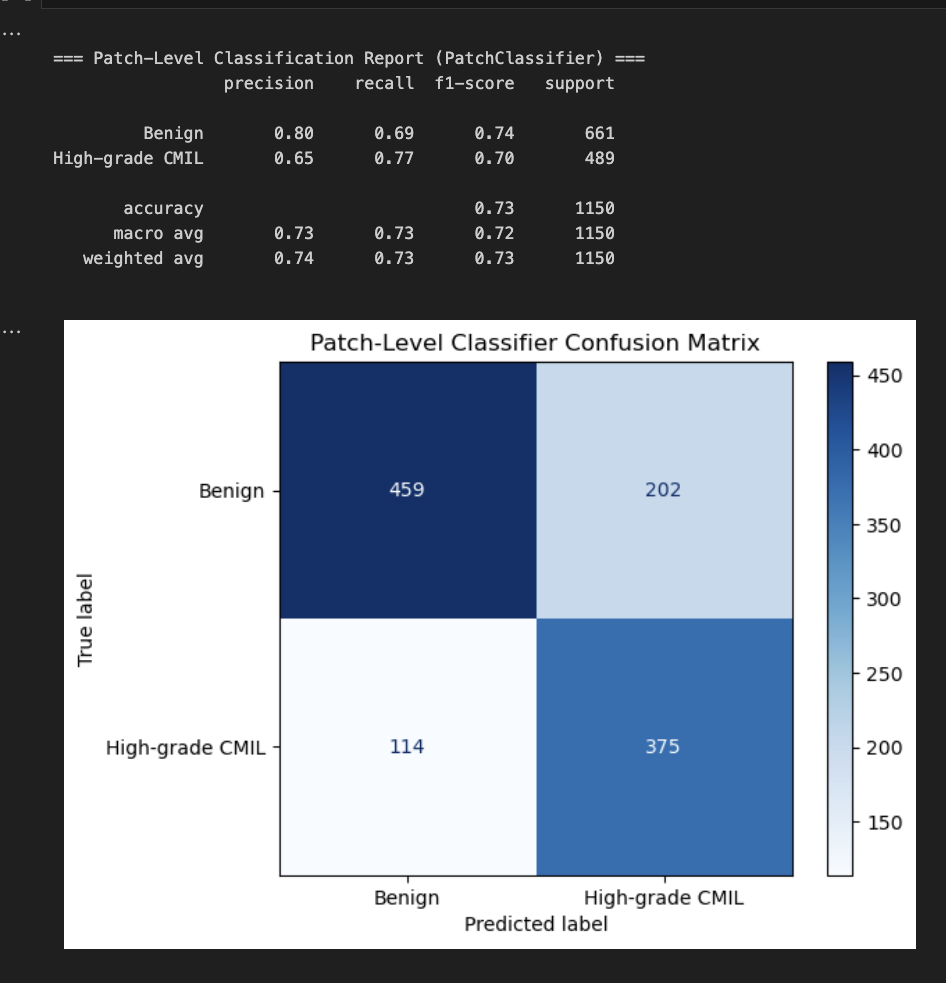 ...
=== Patch-Level Classification Report (PatchClassifier) ===
precision recall f1-score support
Benign 0.80 0.69 0.74 661
High-grade CMIL 0.65 0.77 0.70 489
accuracy 0.73 1150
macro avg 0.73 0.73 0.72 1150
weighted avg 0.74 0.73 0.73 1150
...
Patch-Level Classifier Confusion Matrix
450
400
350
300
250
200
150
True label
Benign
459 202
High-grade CMIL
114 375
Benign High-grade CMIL
Predicted label